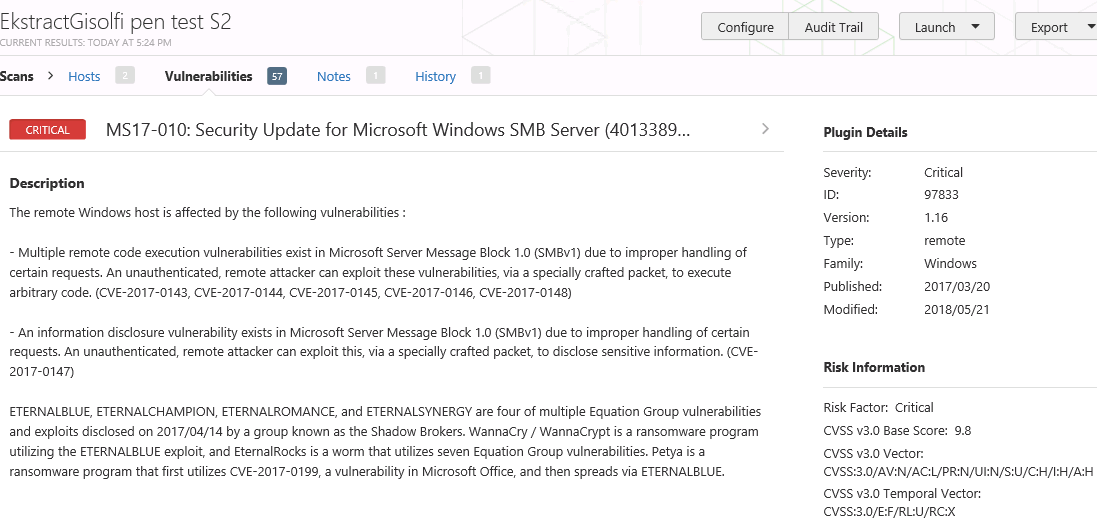 EkstractGisolfi pen test S2
CURRENT RESULTS: TODAY AT 5:24 PM
Configure
Audit Trail
Launch
Export
Scans
Hosts 2
Vulnerabilities 57
Notes 1
History 1
CRITICAL
MS17-010: Security Update for Microsoft Windows SMB Server (4013389...
Description
The remote Windows host is affected by the following vulnerabilities :
- Multiple remote code execution vulnerabilities exist in Microsoft Server Message Block 1.0 (SMBv1) due to improper handling of
certain requests. An unauthenticated, remote attacker can exploit these vulnerabilities, via a specially crafted packet, to execute
arbitrary code. (CVE-2017-0143, CVE-2017-0144, CVE-2017-0145, CVE-2017-0146, CVE-2017-0148)
- An information disclosure vulnerability exists in Microsoft Server Message Block 1.0 (SMBv1) due to improper handling of certain
requests. An unauthenticated, remote attacker can exploit this, via a specially crafted packet, to disclose sensitive information. (CVE-
2017-0147)
ETERNALBLUE, ETERNALCHAMPION, ETERNALROMANCE, and ETERNALSYNERGY are four of multiple Equation Group vulnerabilities
and exploits disclosed on 2017/04/14 by a group known as the Shadow Brokers. WannaCry / WannaCrypt is a ransomware program
utilizing the ETERNALBLUE exploit, and EternalRocks is a worm that utilizes seven Equation Group vulnerabilities. Petya is a
ransomware program that first utilizes CVE-2017-0199, a vulnerability in Microsoft Office, and then spreads via ETERNALBLUE.
Plugin Details
Severity: Critical
ID: 97833
Version: 1.16
Type: remote
Family: Windows
Published: 2017/03/20
Modified: 2018/05/21
Risk Information
Risk Factor: Critical
CVSS v3.0 Base Score: 9.8
CVSS v3.0 Vector:
CVSS:3.0/AV:N/AC:L/PR:N/UI:N/S:U/C:H/I:H/A:H
CVSS v3.0 Temporal Vector:
CVSS:3.0/E:F/RL:U/RC:X